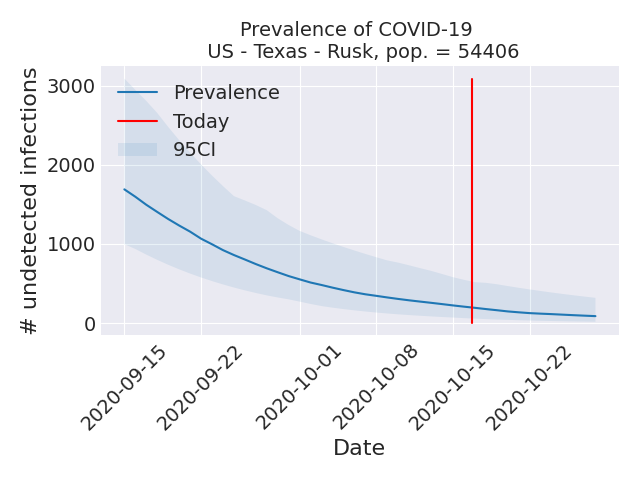 Prevalence of COVID-19
US - Texas - Rusk, pop. = 54406
# undetected infections
3000
2000
1000
0
Prevalence
Today
95CI
2020-09-15
2020-09-22
2020-10-01
2020-10-08
2020-10-15
2020-10-22
Date